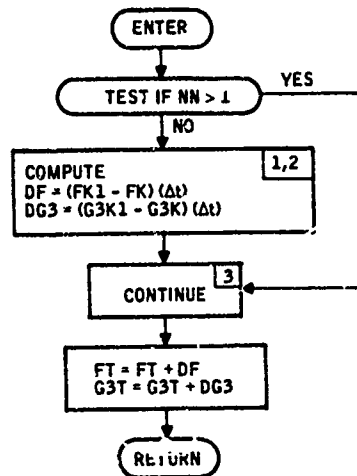 ENTER
YES
TEST IF NN > 1
NO
1,2
COMPUTE
DF = (FK1 - FK) (Δt)
DG3 = (G3K1 - G3K) (Δt)
3
CONTINUE
FT = FT + DF
G3T = G3T + DG3
RETURN